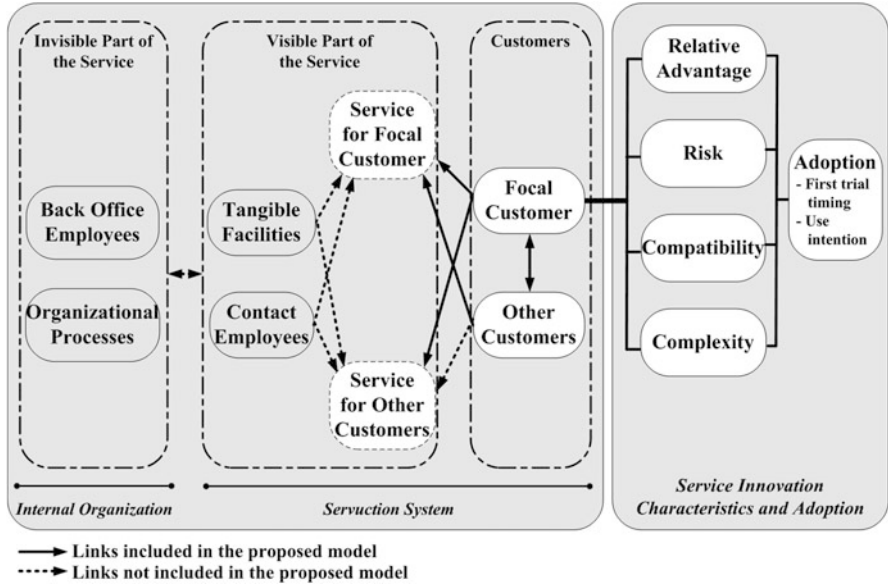 Invisible Part of
the Service
Visible Part of
the Service
Customers
Service
for Focal
Customer
Back Office
Employees
Tangible
Facilities
Focal
Customer
Organizational
Processes
Contact
Employees
Other
Customers
Service
for Other
Customers
Internal Organization
Servuction System
Relative
Advantage
Risk
Compatibility
Complexity
Adoption
- First trial
timing
- Use
intention
Service Innovation
Characteristics and Adoption
Links included in the proposed model
Links not included in the proposed model